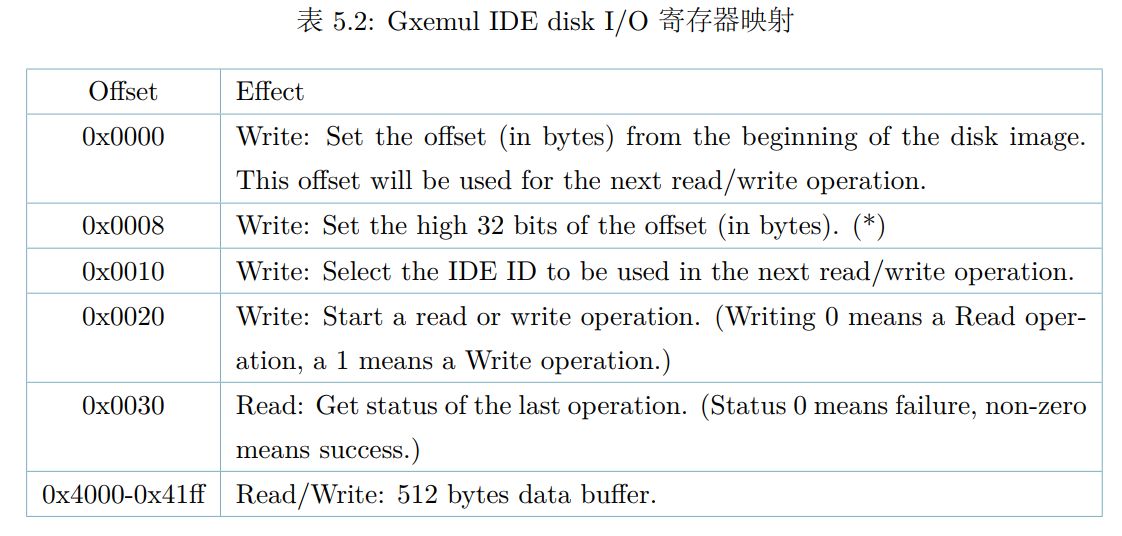 表 5.2: Gxemul IDE disk I/O 寄存器映射
Offset Effect
0x0000 Write: Set the offset (in bytes) from the beginning of the disk image.
This offset will be used for the next read/write operation.
0x0008 Write: Set the high 32 bits of the offset (in bytes). (*)
0x0010 Write: Select the IDE ID to be used in the next read/write operation.
0x0020 Write: Start a read or write operation. (Writing 0 means a Read oper-
ation, a 1 means a Write operation.)
0x0030 Read: Get status of the last operation. (Status 0 means failure, non-zero
means success.)
0x4000-0x41ff Read/Write: 512 bytes data buffer.